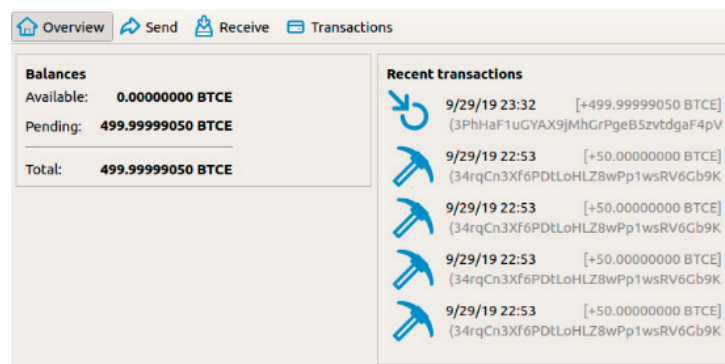 Overview Send Receive Transactions
Balances
Available: 0.00000000 BTCE
Pending: 499.99999050 BTCE
Total: 499.99999050 BTCE
Recent transactions
9/29/19 23:32 [+499.99999050 BTCE]
(3PhHaF1uGYAX9jMhGrPgeB5zvtdgaF4pV
9/29/19 22:53 [+50.00000000 BTCE]
(34rqCn3Xf6PDtLoHLZ8wPp1wsRV6Gb9K
9/29/19 22:53 [+50.00000000 BTCE]
(34rqCn3Xf6PDtLoHLZ8wPp1wsRV6Gb9K
9/29/19 22:53 [+50.00000000 BTCE]
(34rqCn3Xf6PDtLoHLZ8wPp1wsRV6Gb9K
9/29/19 22:53 [+50.00000000 BTCE]
(34rqCn3Xf6PDtLoHLZ8wPp1wsRV6Gb9K